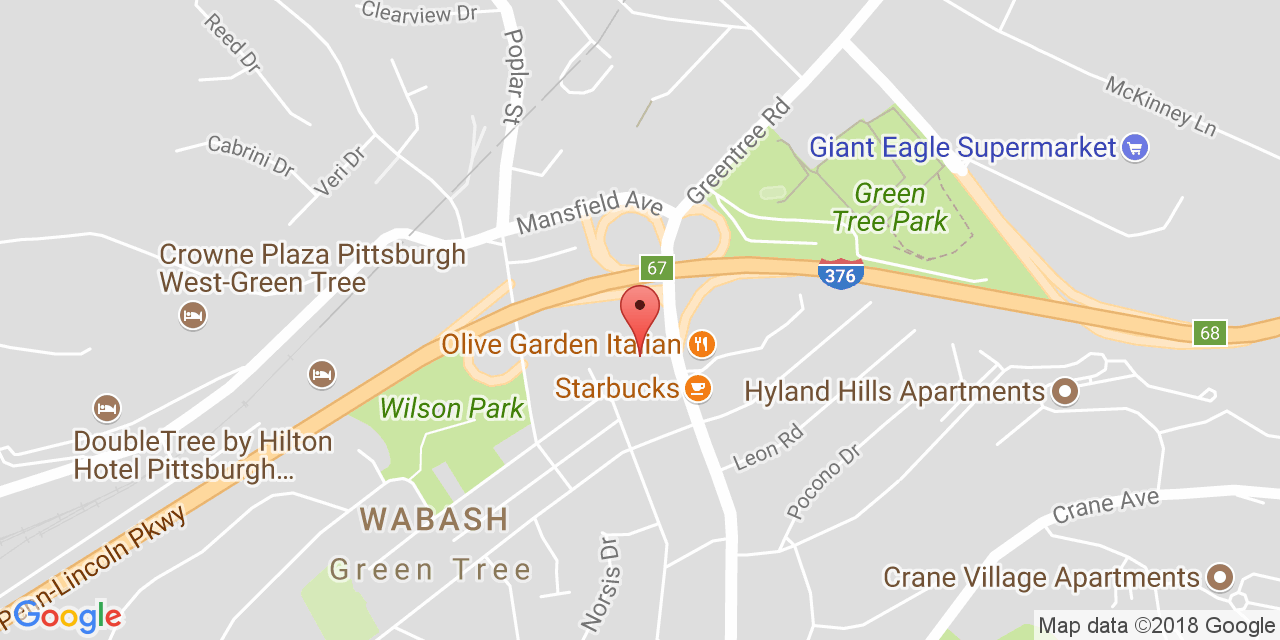 Clearview Dr
Reed Dr
Poplar St
McKinney Ln
Greentree Rd
Giant Eagle Supermarket
Cabrini Dr
Veri Dr
Green
Tree Park
Mansfield Ave
Crowne Plaza Pittsburgh
West-Green Tree
67
376
68
Olive Garden Italian
Starbucks
Hyland Hills Apartments
Wilson Park
DoubleTree by Hilton
Hotel Pittsburgh...
Leon Rd
Pocono Dr
Crane Ave
WABASH
Penn-Lincoln Pkwy
Green Tree
Norsis Dr
Crane Village Apartments
Google
Map data ©2018 Google